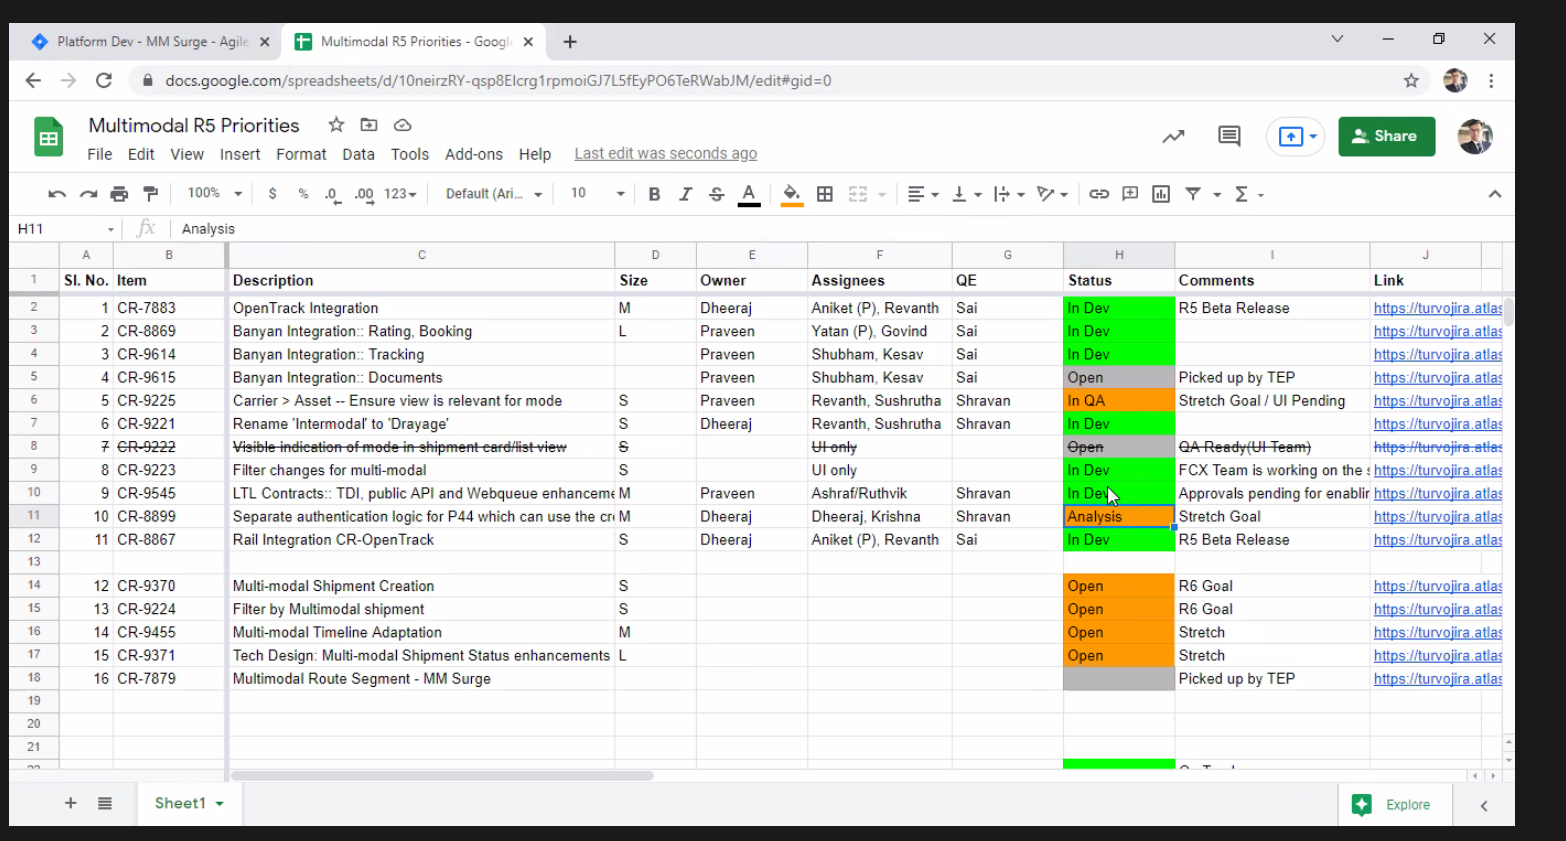 Platform Dev - MM Surge - Agile
Multimodal R5 Priorities - Google
docs.google.com/spreadsheets/d/10neirzRY-qsp8EIcrg1rpmoiGJ7L5fEyPO6TeRWabJM/edit#gid=0
Multimodal R5 Priorities
Share
File Edit View Insert Format Data Tools Add-ons Help Last edit was seconds ago
100% $ % .0 .00 123 Default (Ari... 10 B I S A Σ
H11 fx Analysis
A B C D E F G H I J
1 Sl. No. Item Description Size Owner Assignees QE Status Comments Link
2 1 CR-7883 OpenTrack Integration M Dheeraj Aniket (P), Revanth Sai In Dev R5 Beta Release https://turvojira.atlas
3 2 CR-8869 Banyan Integration:: Rating, Booking L Praveen Yatan (P), Govind Sai In Dev https://turvojira.atlas
4 3 CR-9614 Banyan Integration:: Tracking Praveen Shubham, Kesav Sai In Dev https://turvojira.atlas
5 4 CR-9615 Banyan Integration:: Documents Praveen Shubham, Kesav Sai Open Picked up by TEP https://turvojira.atlas
6 5 CR-9225 Carrier > Asset -- Ensure view is relevant for mode S Praveen Revanth, Sushrutha Shravan In QA Stretch Goal / UI Pending https://turvojira.atlas
7 6 CR-9221 Rename 'Intermodal' to 'Drayage' S Dheeraj Revanth, Sushrutha Shravan In Dev https://turvojira.atlas
8 7 CR-9222 Visible indication of mode in shipment card/list view S UI only Open QA Ready(UI Team) https://turvojira.atlas
9 8 CR-9223 Filter changes for multi-modal S UI only In Dev FCX Team is working on the s https://turvojira.atlas
10 9 CR-9545 LTL Contracts:: TDI, public API and Webqueue enhanceme M Praveen Ashraf/Ruthvik Shravan In Dev Approvals pending for enablin https://turvojira.atlas
11 10 CR-8899 Separate authentication logic for P44 which can use the cr M Dheeraj Dheeraj, Krishna Shravan Analysis Stretch Goal https://turvojira.atlas
12 11 CR-8867 Rail Integration CR-OpenTrack S Dheeraj Aniket (P), Revanth Sai In Dev R5 Beta Release https://turvojira.atlas
13
14 12 CR-9370 Multi-modal Shipment Creation S Open R6 Goal https://turvojira.atlas
15 13 CR-9224 Filter by Multimodal shipment S Open R6 Goal https://turvojira.atlas
16 14 CR-9455 Multi-modal Timeline Adaptation M Open Stretch https://turvojira.atlas
17 15 CR-9371 Tech Design: Multi-modal Shipment Status enhancements L Open Stretch https://turvojira.atlas
18 16 CR-7879 Multimodal Route Segment - MM Surge Picked up by TEP https://turvojira.atlas
19
20
21
Sheet1 Explore